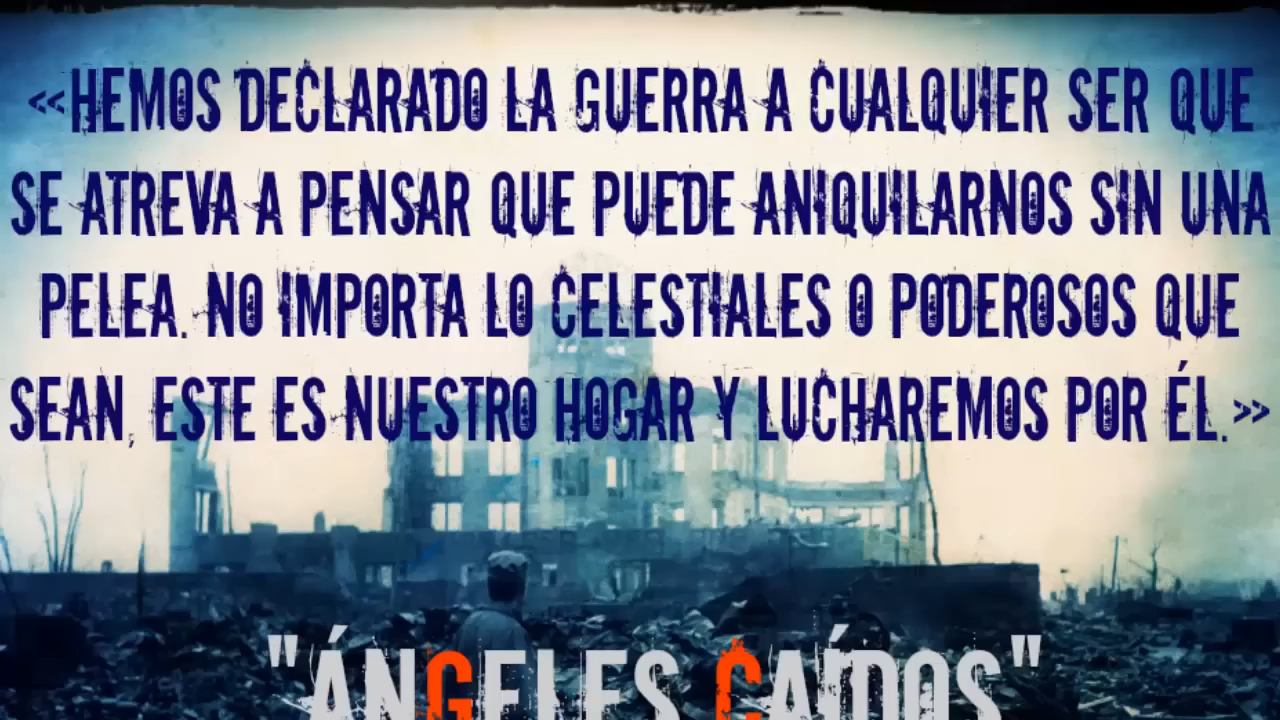 «HEMOS DECLARADO LA GUERRA A CUALQUIER SER QUE
SE ATREVA A PENSAR QUE PUEDE ANIQUILARNOS SIN UNA
PELEA. NO IMPORTA LO CELESTIALES O PODEROSOS QUE
SEAN, ESTE ES NUESTRO HOGAR Y LUCHAREMOS POR ÉL.»
"ÁNGELES CAÍDOS"